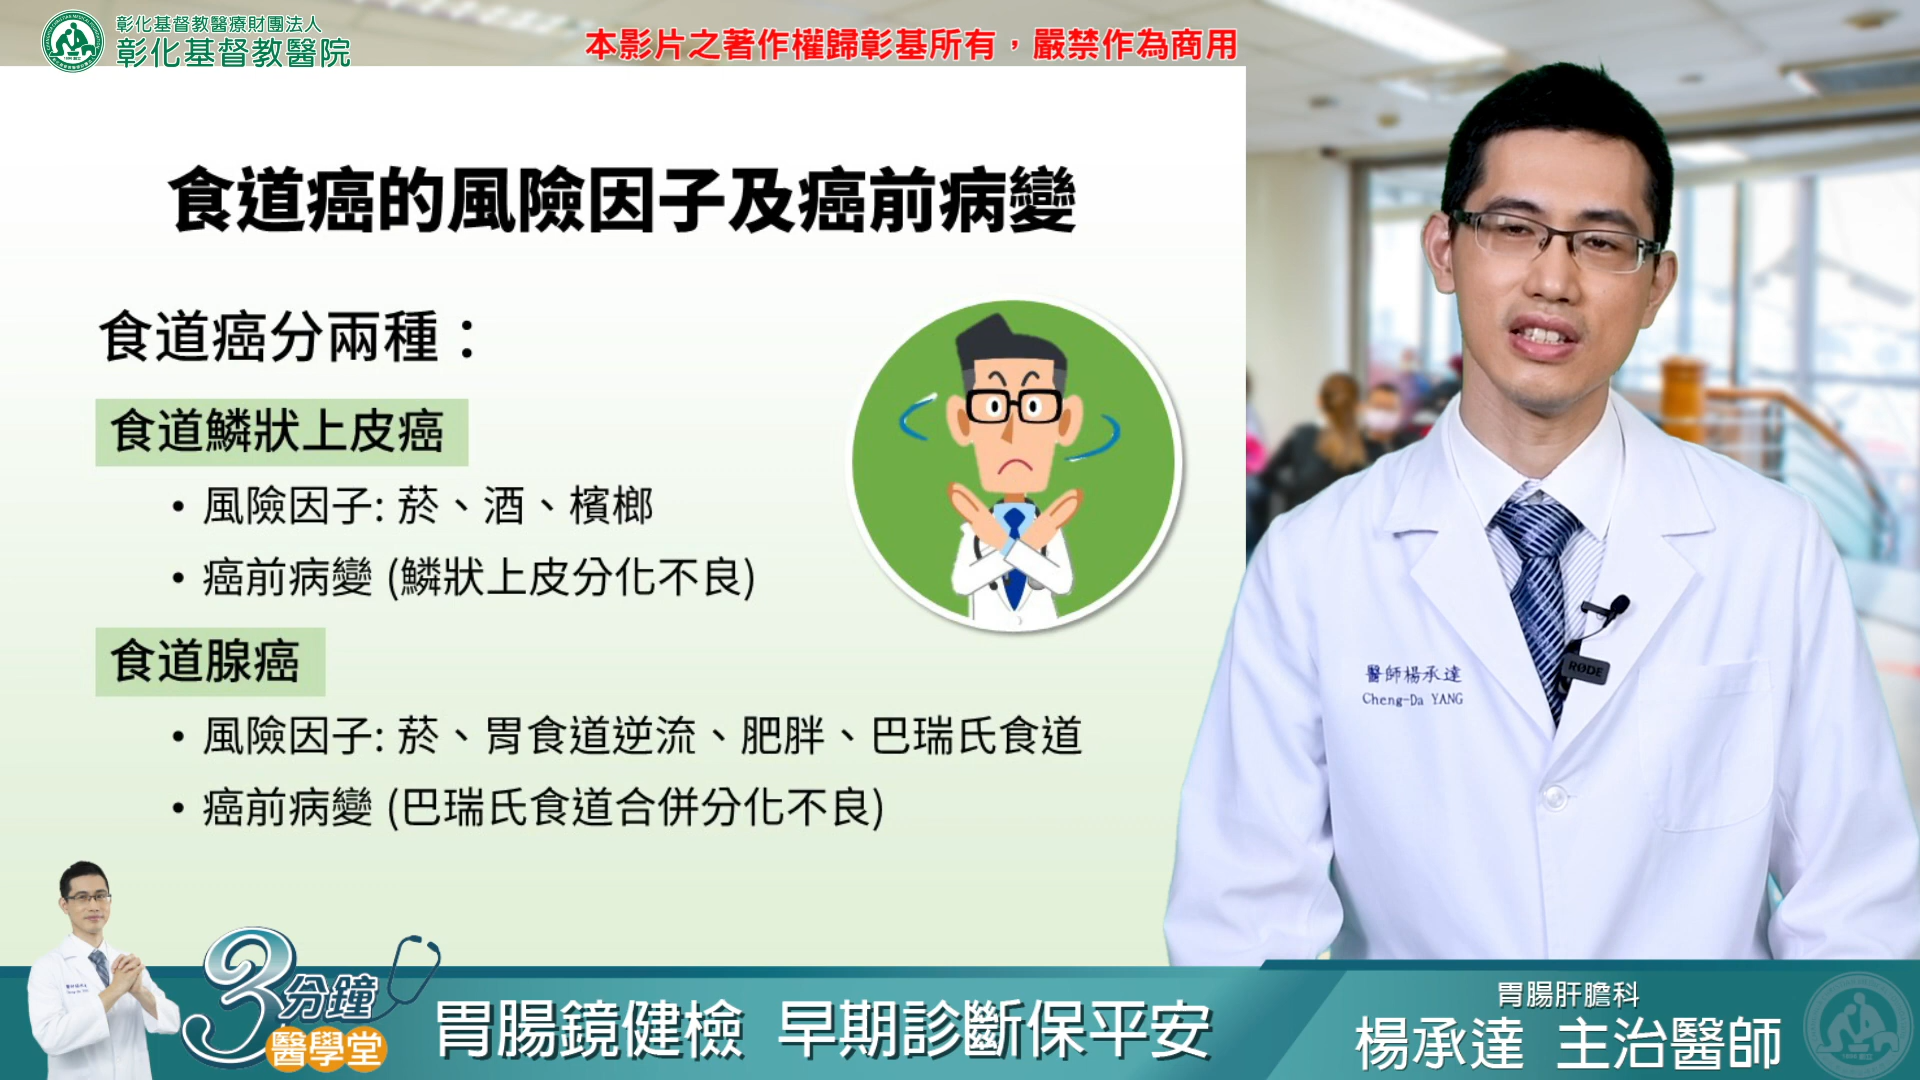 彰化基督教醫療財團法人
彰化基督教醫院
本影片之著作權歸彰基所有，嚴禁作為商用
食道癌的風險因子及癌前病變
食道癌分兩種：
食道鱗狀上皮癌
• 風險因子: 菸、酒、檳榔
• 癌前病變 (鱗狀上皮分化不良)
食道腺癌
• 風險因子: 菸、胃食道逆流、肥胖、巴瑞氏食道
• 癌前病變 (巴瑞氏食道合併分化不良)
醫師楊承達
Cheng-Da YANG
RØDE
3分鐘
醫學堂
胃腸鏡健檢 早期診斷保平安
胃腸肝膽科
楊承達 主治醫師